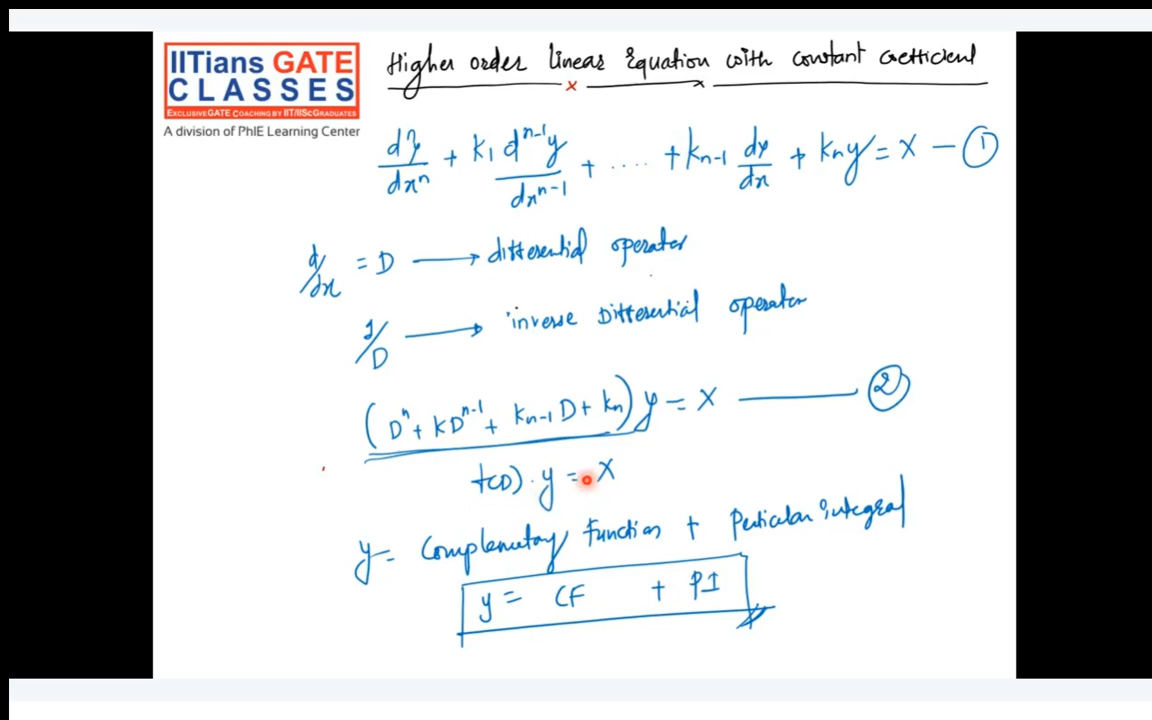 IITians GATE
CLASSES
EXCLUSIVE GATE COACHING BY IIT/IISc GRADUATES
A division of PhIE Learning Center
Higher order linear Equation with constant coefficient
dⁿy/dxⁿ + k₁ dⁿ⁻¹y/dxⁿ⁻¹ + .... + kₙ₋₁ dy/dx + kₙy = X — ①
d/dx = D ⟶ differential operator
1/D ⟶ inverse Differential operator
(Dⁿ + kDⁿ⁻¹ + kₙ₋₁D + kₙ) y = X — ②
f(D). y = X
y = Complemutary Function + Perticular Integral
y = CF + PI